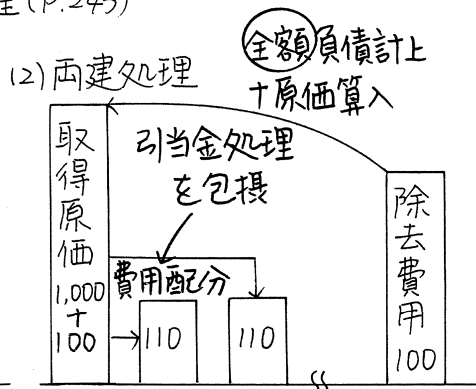 (P.245)
全額負債計上
(2)両建処理
+原価算入
引当金処理
を包摂
取得原価
1,000
+
100
費用配分
110
110
除去費用
100